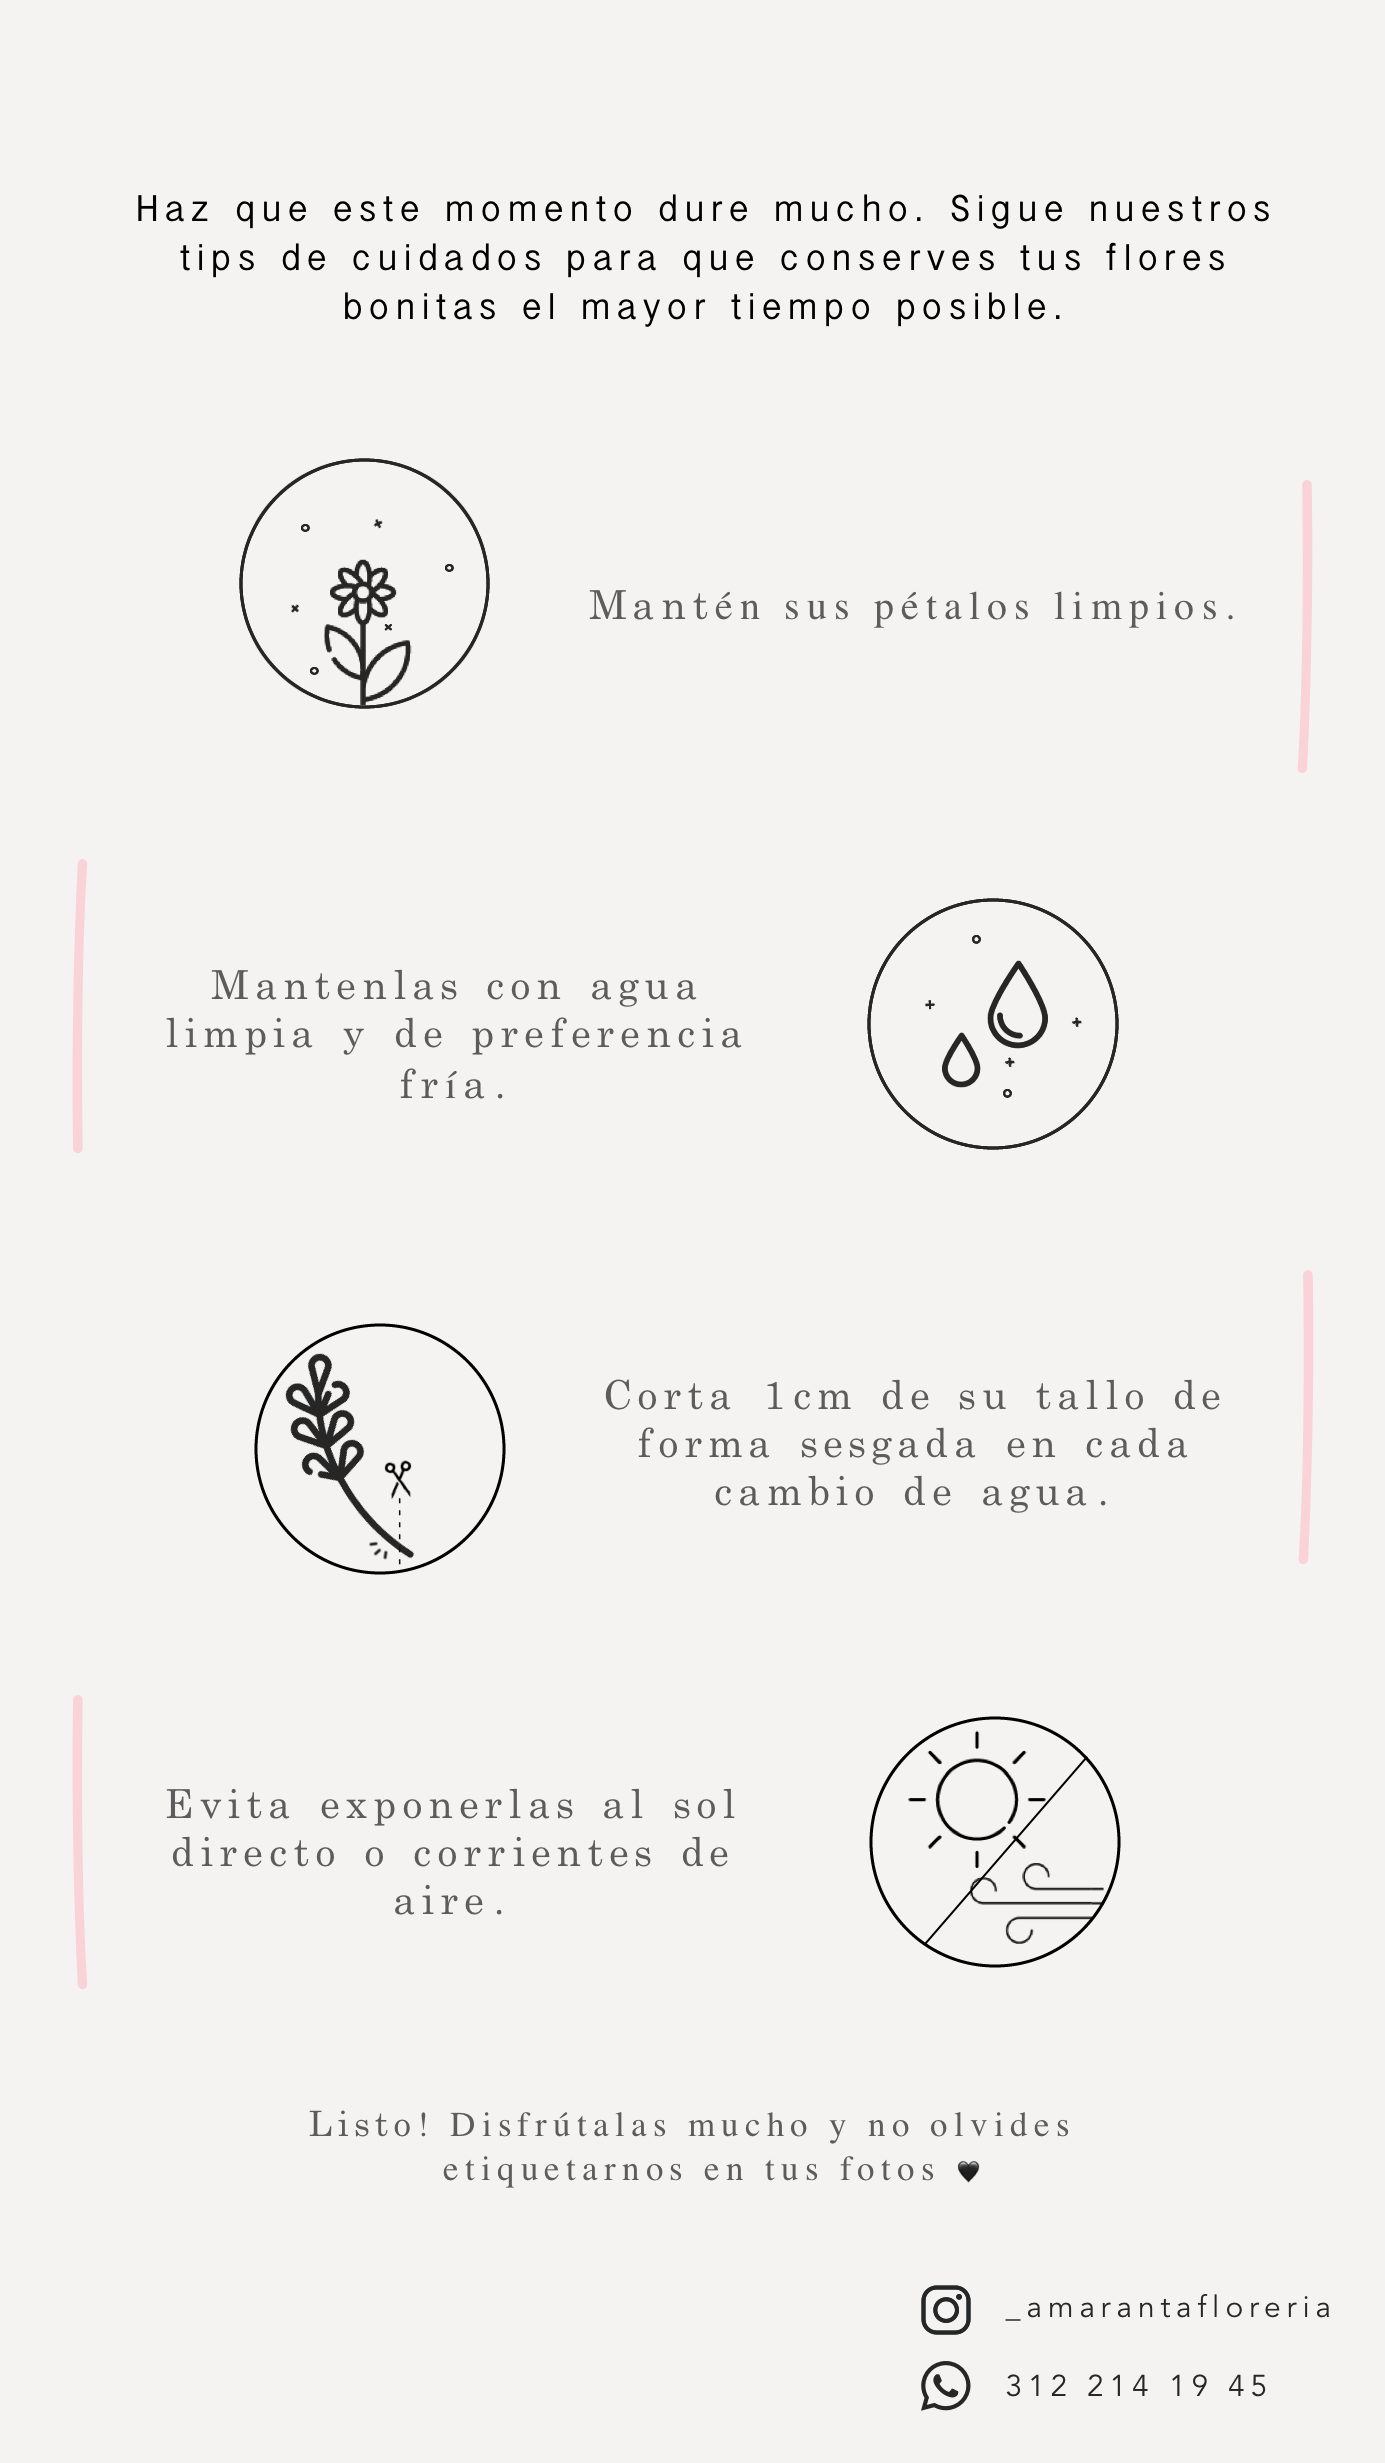 Haz que este momento dure mucho. Sigue nuestros
tips de cuidados para que conserves tus flores
bonitas el mayor tiempo posible.
Mantén sus pétalos limpios.
Mantenlas con agua
limpia y de preferencia
fría.
Corta 1cm de su tallo de
forma sesgada en cada
cambio de agua.
Evita exponerlas al sol
directo o corrientes de
aire.
Listo! Disfrútalas mucho y no olvides
etiquetarnos en tus fotos 🖤
_amarantafloreria
312 214 19 45